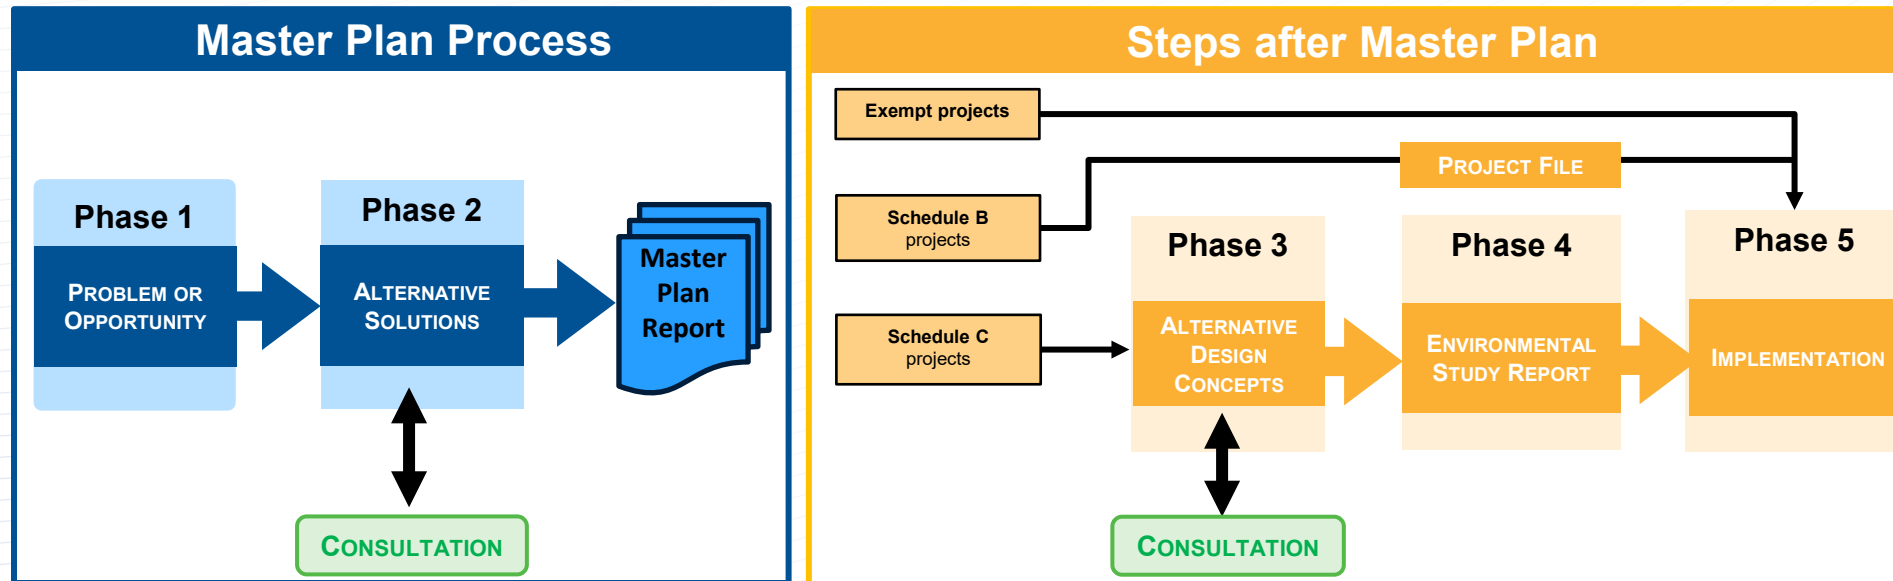 Master Plan Process
Phase 1
PROBLEM OR
OPPORTUNITY
Phase 2
ALTERNATIVE
SOLUTIONS
Master
Plan
Report
CONSULTATION
Steps after Master Plan
Exempt projects
PROJECT FILE
Schedule B
projects
Schedule C
projects
Phase 3
ALTERNATIVE
DESIGN
CONCEPTS
Phase 4
ENVIRONMENTAL
STUDY REPORT
Phase 5
IMPLEMENTATION
CONSULTATION